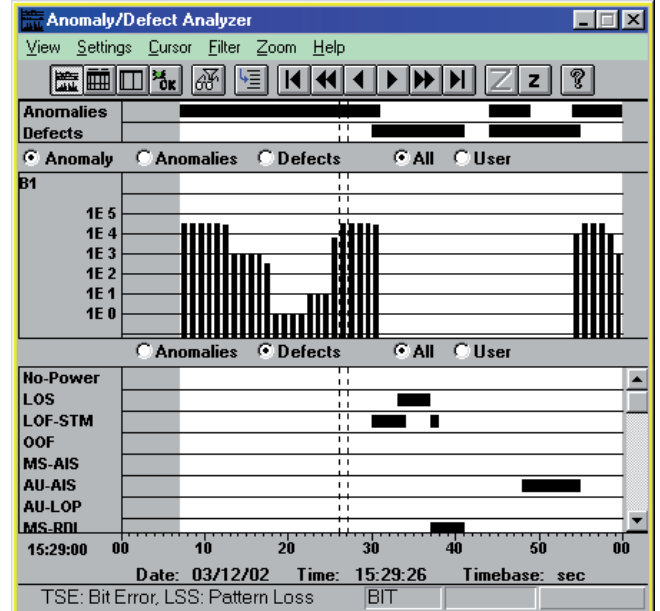 Anomaly/Defect Analyzer
View Settings Cursor Filter Zoom Help
OK Z z ?
Anomalies
Defects
Anomaly Anomalies Defects All User
B1
1E 5
1E 4
1E 3
1E 2
1E 1
1E 0
Anomalies Defects All User
No-Power
LOS
LOF-STM
OOF
MS-AIS
AU-AIS
AU-LOP
MS-RDI
15:29:00 00 10 20 30 40 50 00
Date: 03/12/02 Time: 15:29:26 Timebase: sec
TSE: Bit Error, LSS: Pattern Loss BIT